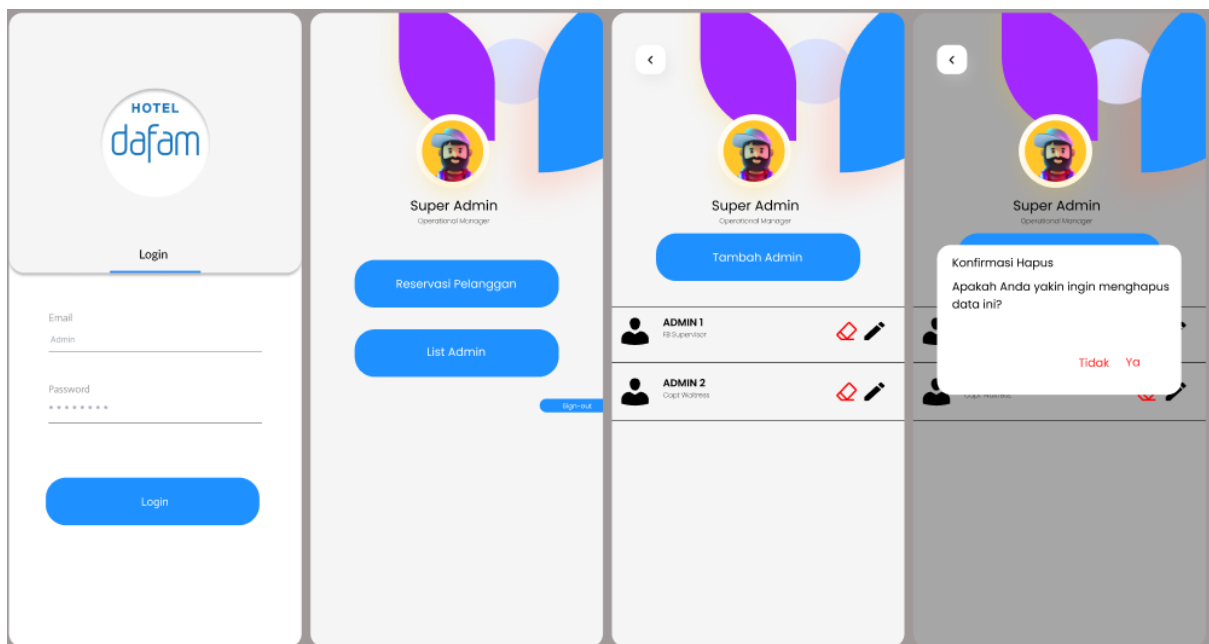 HOTEL
dafam
Login
Email
Admin
Password
Login
Super Admin
Operational Manager
Reservasi Pelanggan
List Admin
Sign-out
Super Admin
Operational Manager
Tambah Admin
ADMIN 1
FB Supervisor
ADMIN 2
Capt Waitress
Super Admin
Operational Manager
Konfirmasi Hapus
Apakah Anda yakin ingin menghapus
data ini?
Tidak Ya
Capt Waitress